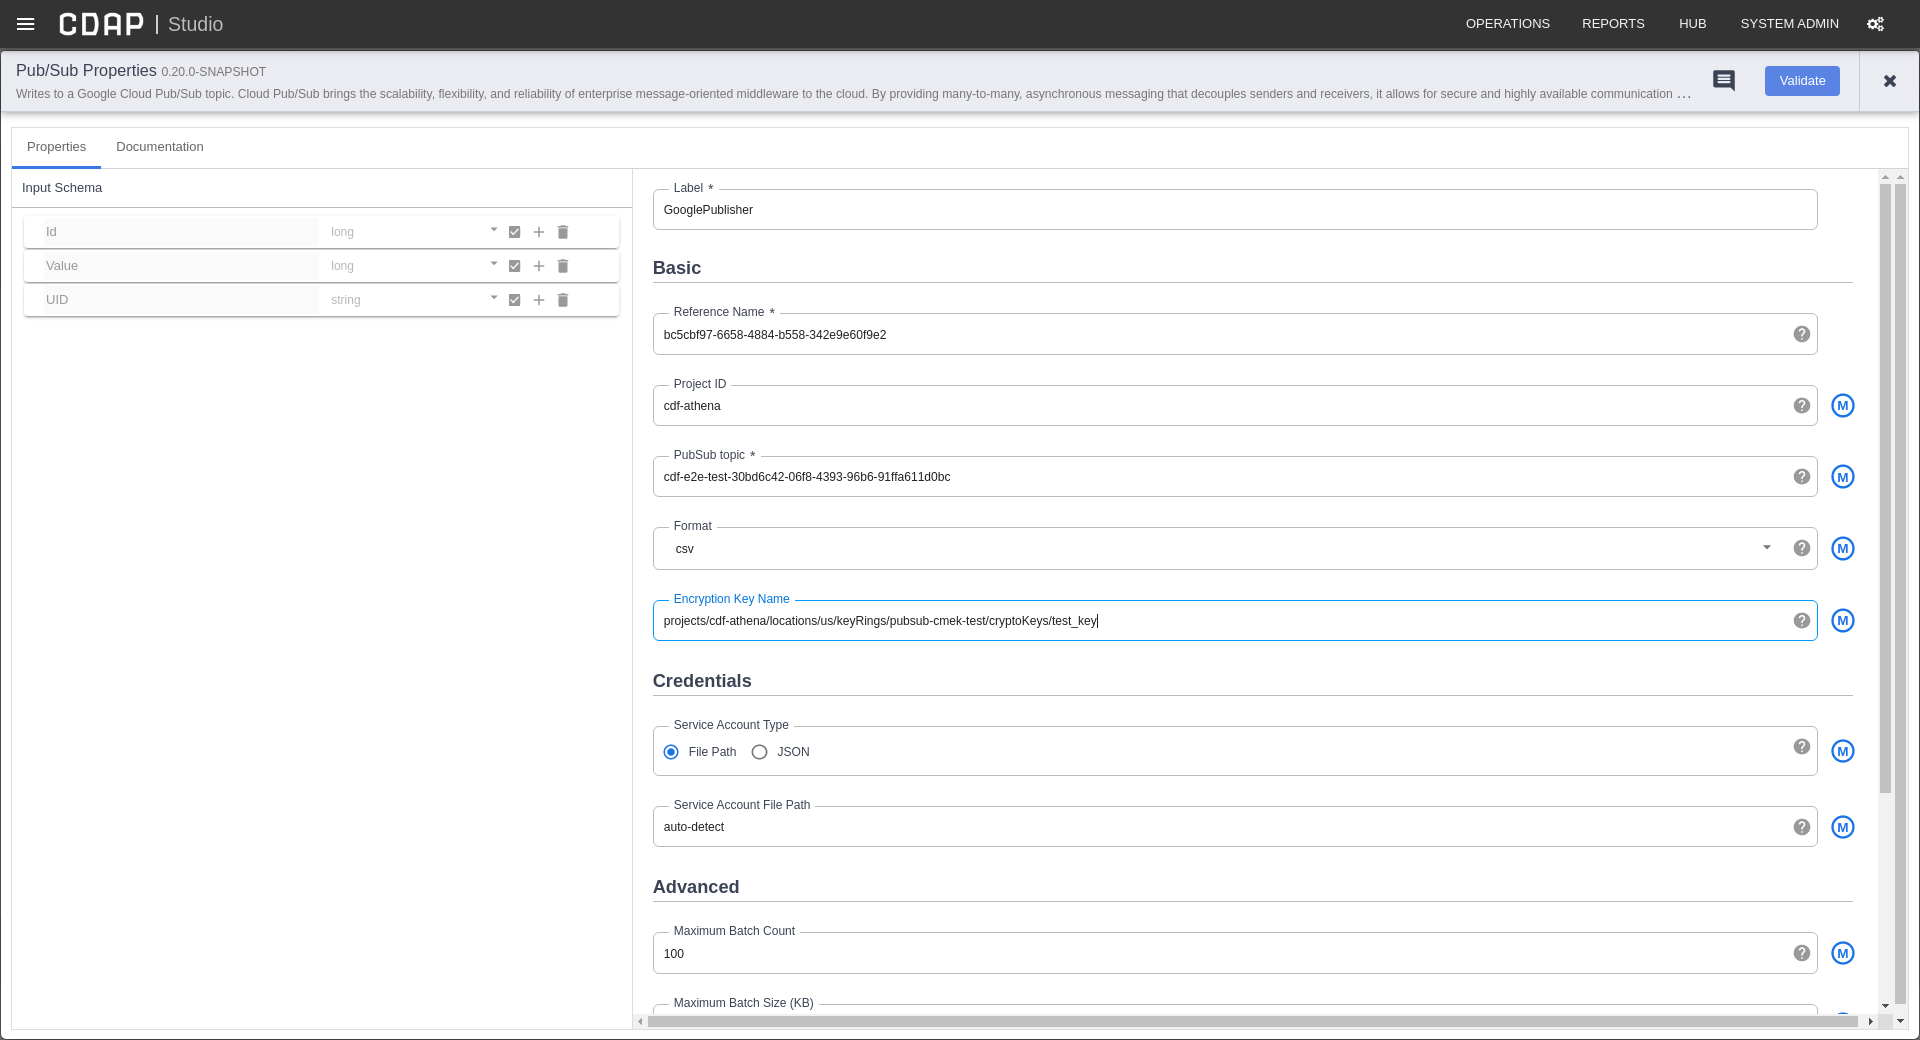 CDAP | Studio
OPERATIONS REPORTS HUB SYSTEM ADMIN
Pub/Sub Properties 0.20.0-SNAPSHOT
Writes to a Google Cloud Pub/Sub topic. Cloud Pub/Sub brings the scalability, flexibility, and reliability of enterprise message-oriented middleware to the cloud. By providing many-to-many, asynchronous messaging that decouples senders and receivers, it allows for secure and highly available communication ...
Validate
Properties Documentation
Input Schema
Id long
Value long
UID string
Label *
GooglePublisher
Basic
Reference Name *
bc5cbf97-6658-4884-b558-342e9e60f9e2
Project ID
cdf-athena
M
PubSub topic *
cdf-e2e-test-30bd6c42-06f8-4393-96b6-91ffa611d0bc
M
Format
csv
M
Encryption Key Name
projects/cdf-athena/locations/us/keyRings/pubsub-cmek-test/cryptoKeys/test_key
M
Credentials
Service Account Type
File Path JSON
M
Service Account File Path
auto-detect
M
Advanced
Maximum Batch Count
100
M
Maximum Batch Size (KB)